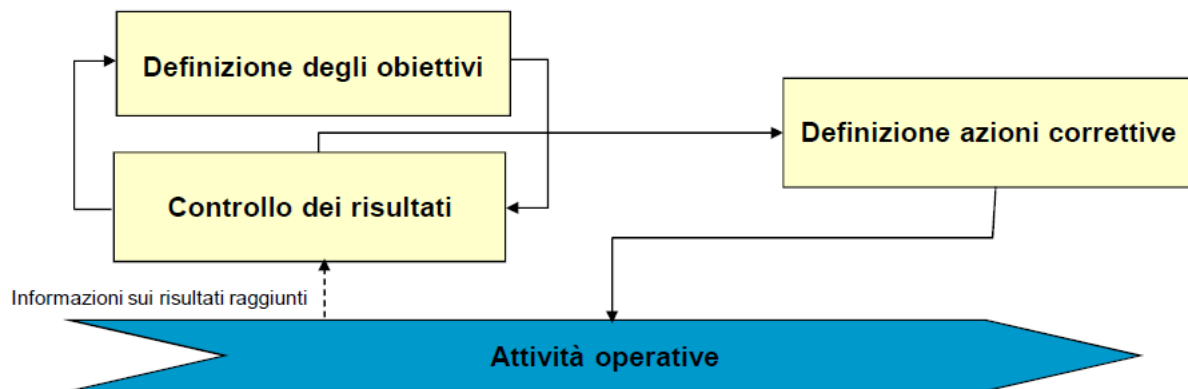 Definizione degli obiettivi
Definizione azioni correttive
Controllo dei risultati
Informazioni sui risultati raggiunti
Attività operative